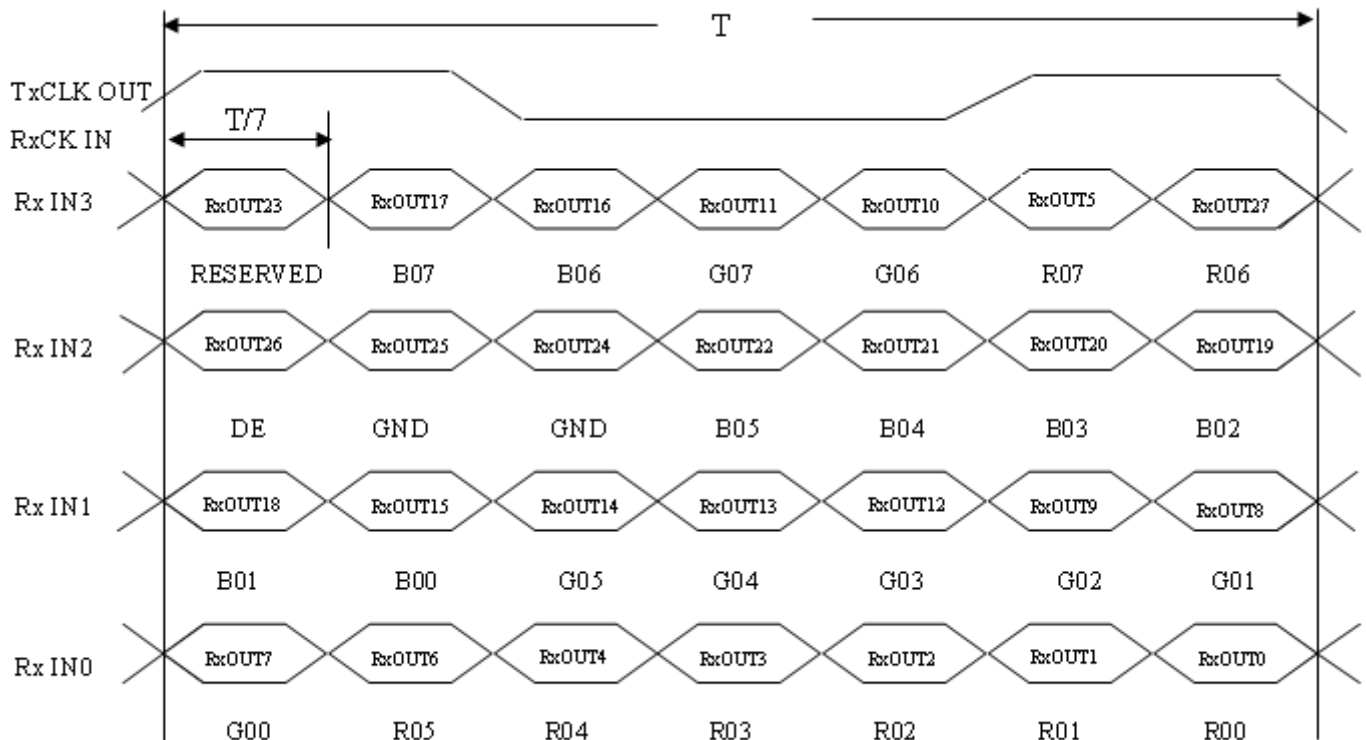 T
TxCLK OUT
T/7
RxCK IN
Rx IN3 RxOUT23 RxOUT17 RxOUT16 RxOUT11 RxOUT10 RxOUT5 RxOUT27
RESERVED B07 B06 G07 G06 R07 R06
Rx IN2 RxOUT26 RxOUT25 RxOUT24 RxOUT22 RxOUT21 RxOUT20 RxOUT19
DE GND GND B05 B04 B03 B02
Rx IN1 RxOUT18 RxOUT15 RxOUT14 RxOUT13 RxOUT12 RxOUT9 RxOUT8
B01 B00 G05 G04 G03 G02 G01
Rx IN0 RxOUT7 RxOUT6 RxOUT4 RxOUT3 RxOUT2 RxOUT1 RxOUT0
G00 R05 R04 R03 R02 R01 R00